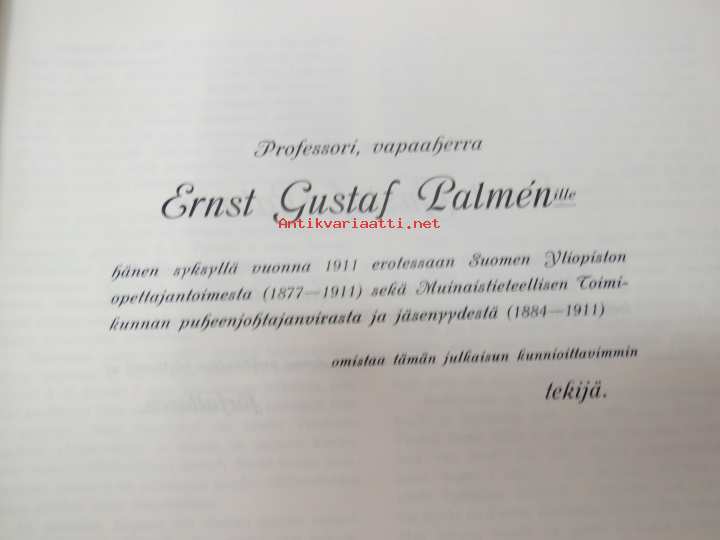 Professori, vapaaherra
Ernst Gustaf Palménille
Antikvariaatti.net
hänen syksyllä vuonna 1911 erotessaan Suomen Yliopiston
opettajantoimesta (1877—1911) sekä Muinaistieteellisen Toimi-
kunnan puheenjohtajanvirasta ja jäsenyydestä (1884—1911)
omistaa tämän julkaisun kunnioittavimmin
tekijä.